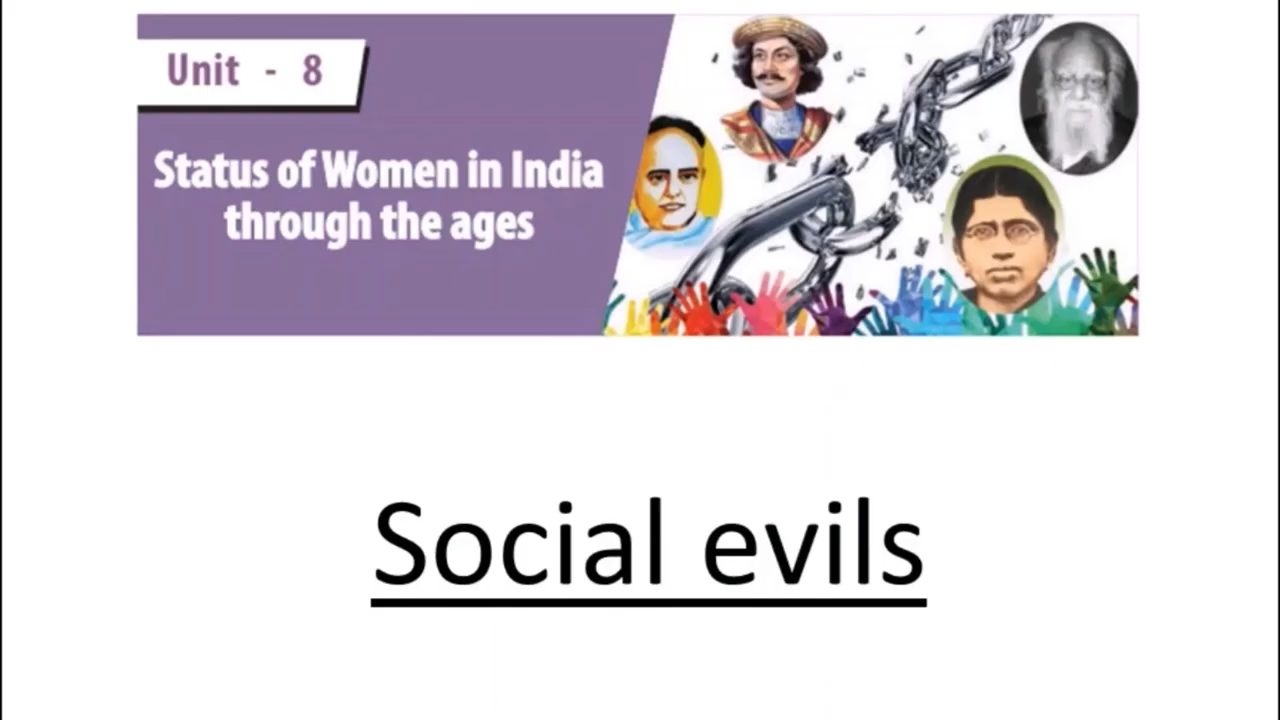 Unit - 8
Status of Women in India
through the ages
Social evils